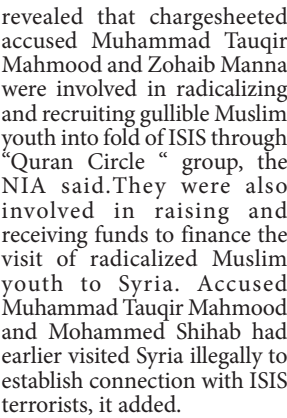 revealed that chargesheeted
accused Muhammad Tauqir
Mahmood and Zohaib Manna
were involved in radicalizing
and recruiting gullible Muslim
youth into fold of ISIS through
“Quran Circle “ group, the
NIA said.They were also
involved in raising and
receiving funds to finance the
visit of radicalized Muslim
youth to Syria. Accused
Muhammad Tauqir Mahmood
and Mohammed Shihab had
earlier visited Syria illegally to
establish connection with ISIS
terrorists, it added.